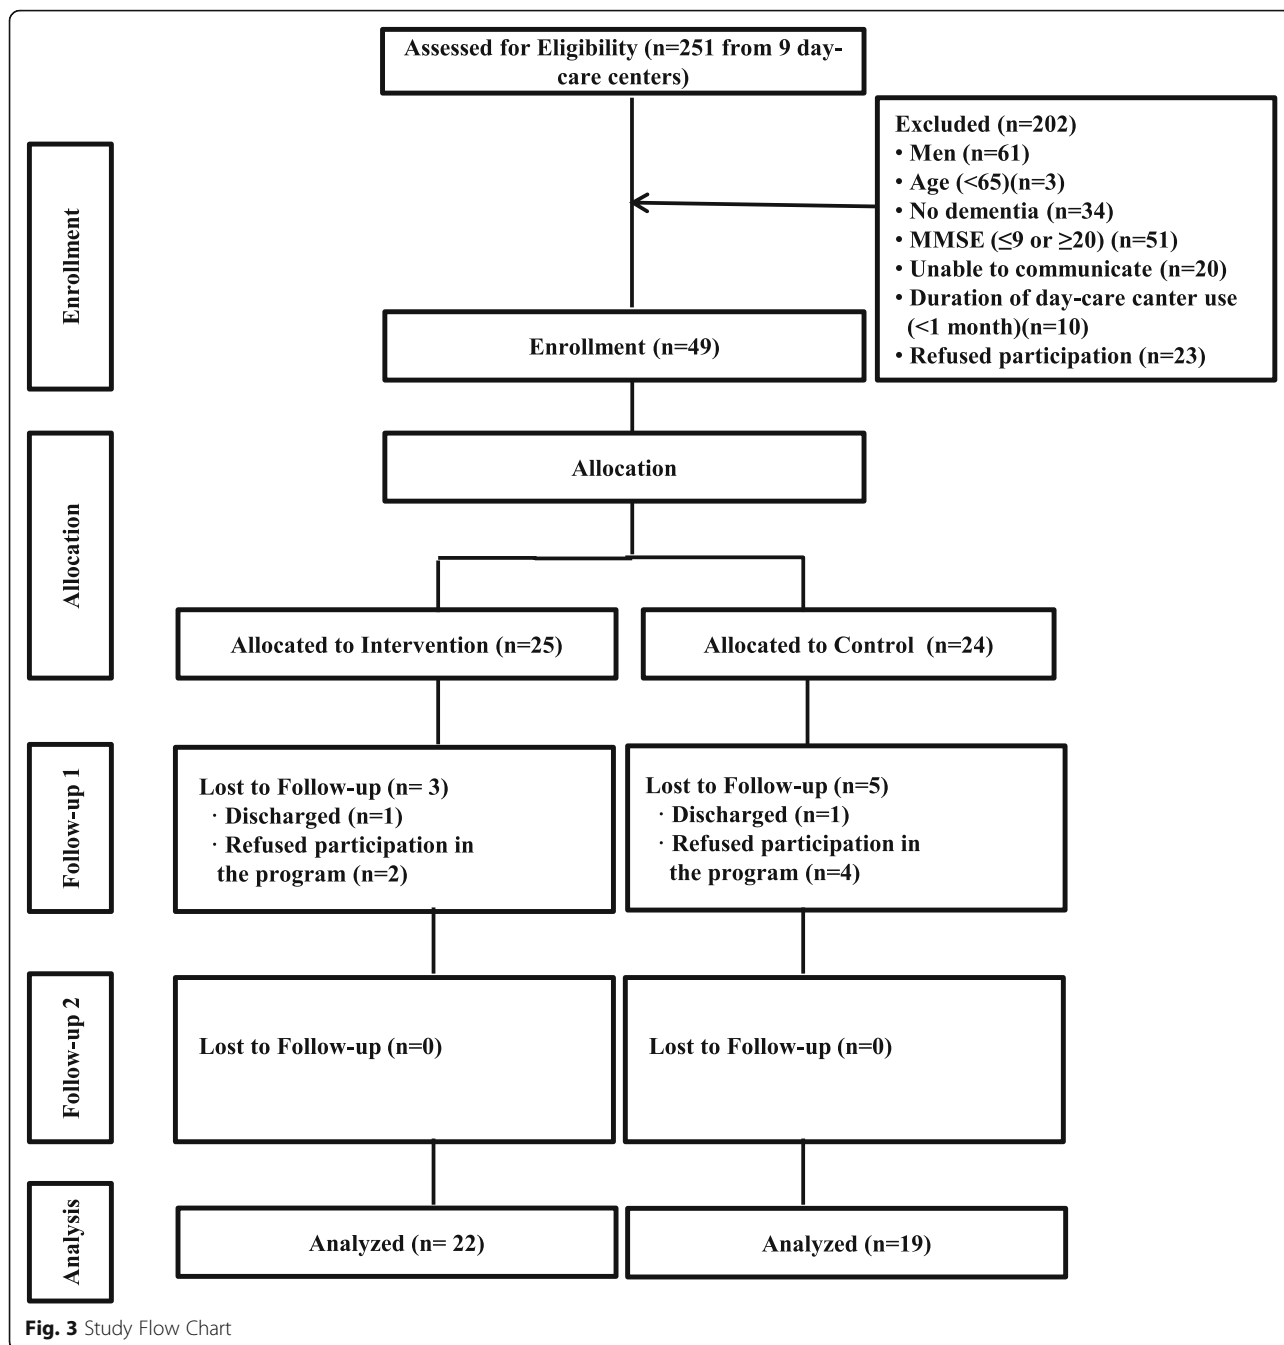 Assessed for Eligibility (n=251 from 9 day-
care centers)
Excluded (n=202)
• Men (n=61)
• Age (<65)(n=3)
• No dementia (n=34)
• MMSE (≤9 or ≥20) (n=51)
• Unable to communicate (n=20)
• Duration of day-care canter use
(<1 month)(n=10)
• Refused participation (n=23)
Enrollment
Enrollment (n=49)
Allocation
Allocation
Allocated to Intervention (n=25)
Allocated to Control (n=24)
Follow-up 1
Lost to Follow-up (n= 3)
· Discharged (n=1)
· Refused participation in
the program (n=2)
Lost to Follow-up (n=5)
· Discharged (n=1)
· Refused participation in
the program (n=4)
Follow-up 2
Lost to Follow-up (n=0)
Lost to Follow-up (n=0)
Analysis
Analyzed (n= 22)
Analyzed (n=19)
Fig. 3 Study Flow Chart